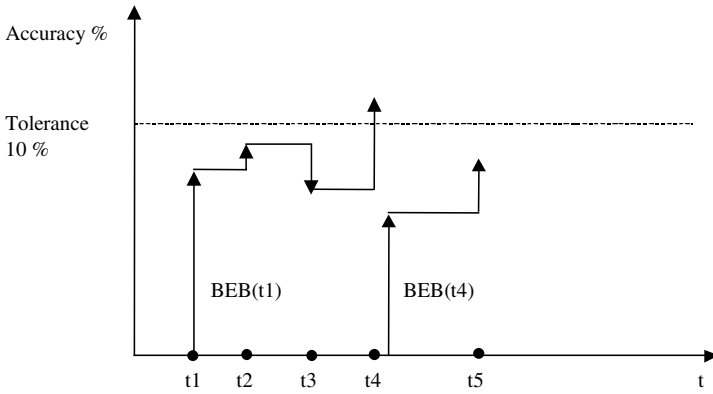 Accuracy %
Tolerance
10 %
BEB(t1)
BEB(t4)
t1
t2
t3
t4
t5
t